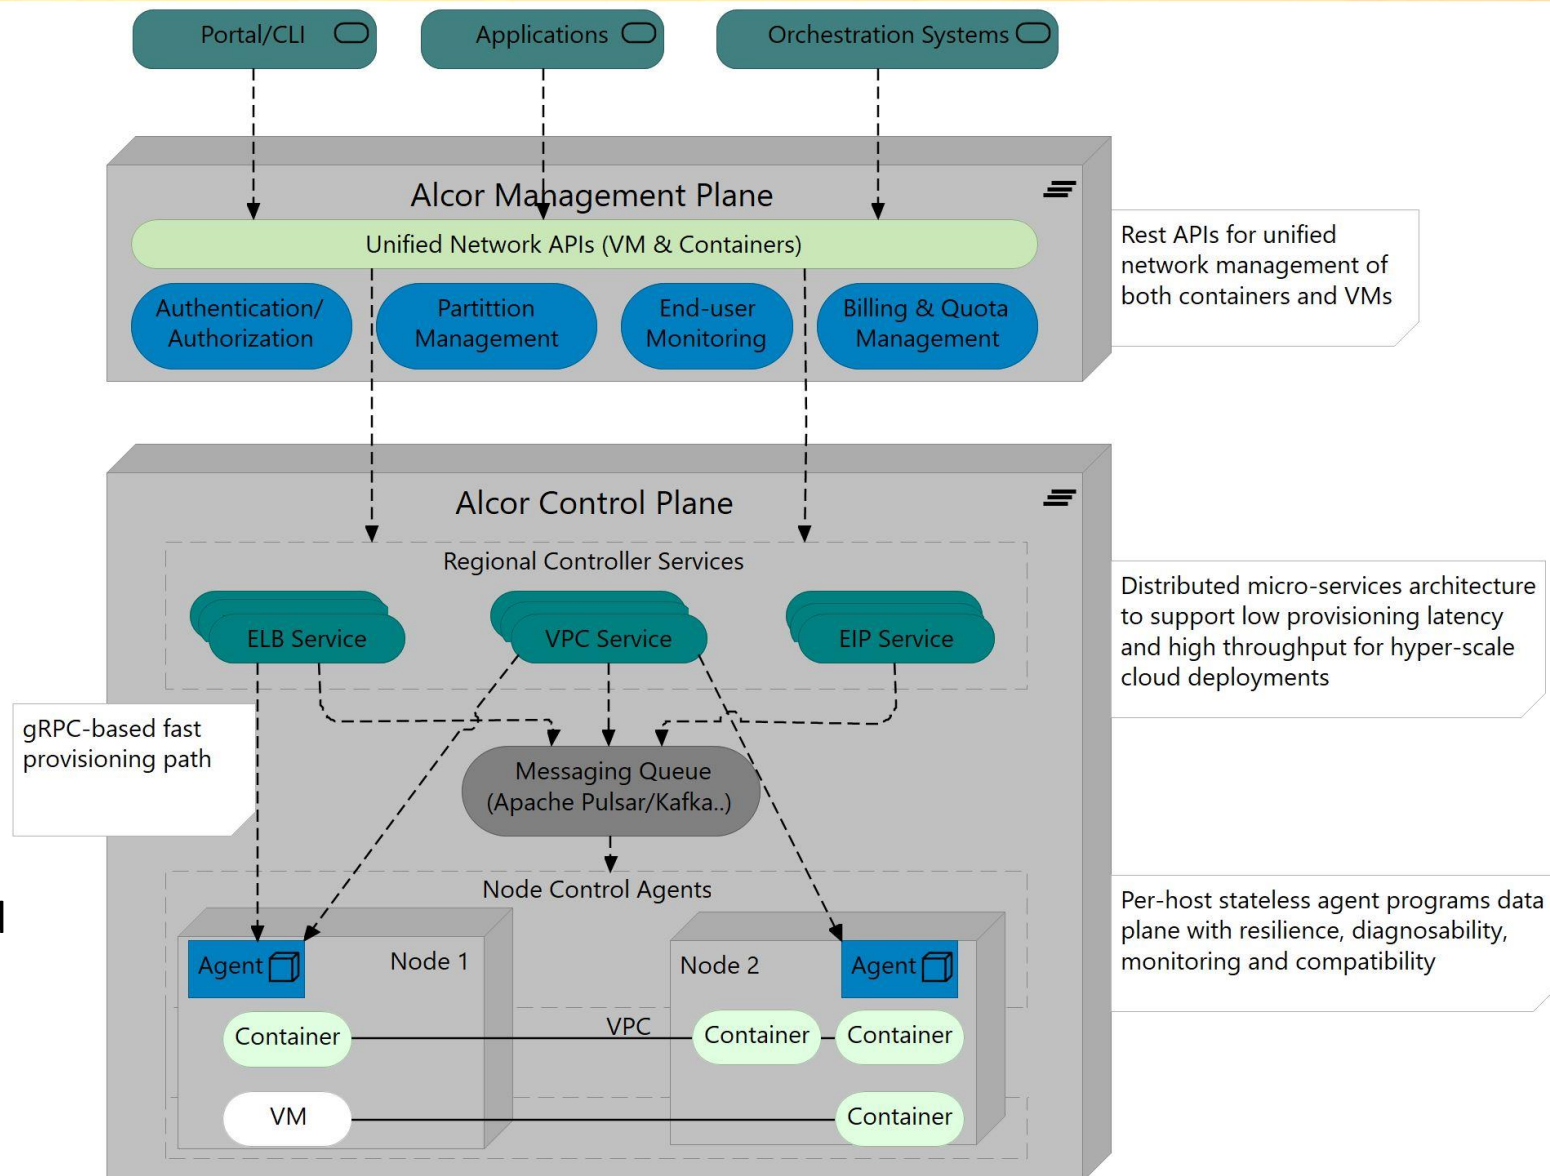 Portal/CLI
Applications
Orchestration Systems
Alcor Management Plane
Unified Network APIs (VM & Containers)
Authentication/
Authorization
Partition
Management
End-user
Monitoring
Billing & Quota
Management
Rest APIs for unified
network management of
both containers and VMs
Alcor Control Plane
Regional Controller Services
ELB Service
VPC Service
EIP Service
Distributed micro-services architecture
to support low provisioning latency
and high throughput for hyper-scale
cloud deployments
gRPC-based fast
provisioning path
Messaging Queue
(Apache Pulsar/Kafka..)
Node Control Agents
Agent
Node 1
Node 2
Agent
Per-host stateless agent programs data
plane with resilience, diagnosability,
monitoring and compatibility
Container
VPC
Container
Container
VM
Container